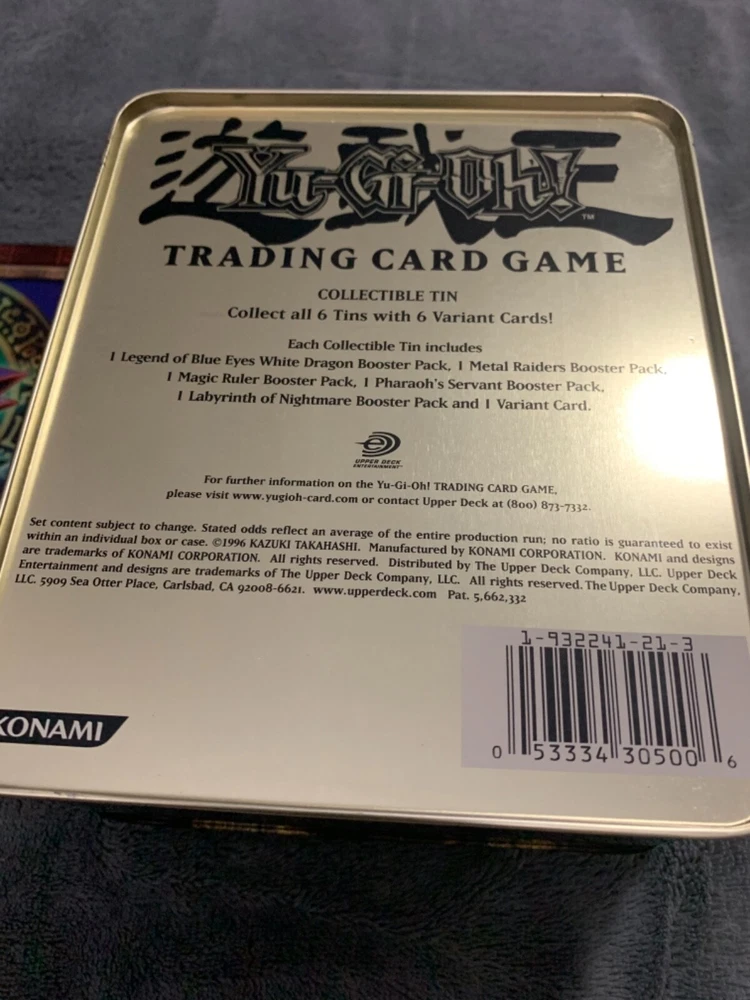 遊戯王
Yu-Gi-Oh!™
TRADING CARD GAME
COLLECTIBLE TIN
Collect all 6 Tins with 6 Variant Cards!
Each Collectible Tin includes
1 Legend of Blue Eyes White Dragon Booster Pack, 1 Metal Raiders Booster Pack,
1 Magic Ruler Booster Pack, 1 Pharaoh's Servant Booster Pack,
1 Labyrinth of Nightmare Booster Pack and 1 Variant Card.
UPPER DECK
ENTERTAINMENT
For further information on the Yu-Gi-Oh! TRADING CARD GAME,
please visit www.yugioh-card.com or contact Upper Deck at (800) 873-7332.
Set content subject to change. Stated odds reflect an average of the entire production run; no ratio is guaranteed to exist
within an individual box or case. ©1996 KAZUKI TAKAHASHI. Manufactured by KONAMI CORPORATION. KONAMI and designs
are trademarks of KONAMI CORPORATION. All rights reserved. Distributed by The Upper Deck Company, LLC. Upper Deck
Entertainment and designs are trademarks of The Upper Deck Company, LLC. All rights reserved. The Upper Deck Company,
LLC. 5909 Sea Otter Place, Carlsbad, CA 92008-6621. www.upperdeck.com Pat. 5,662,332
1-932241-21-3
0 53334 30500 6
KONAMI